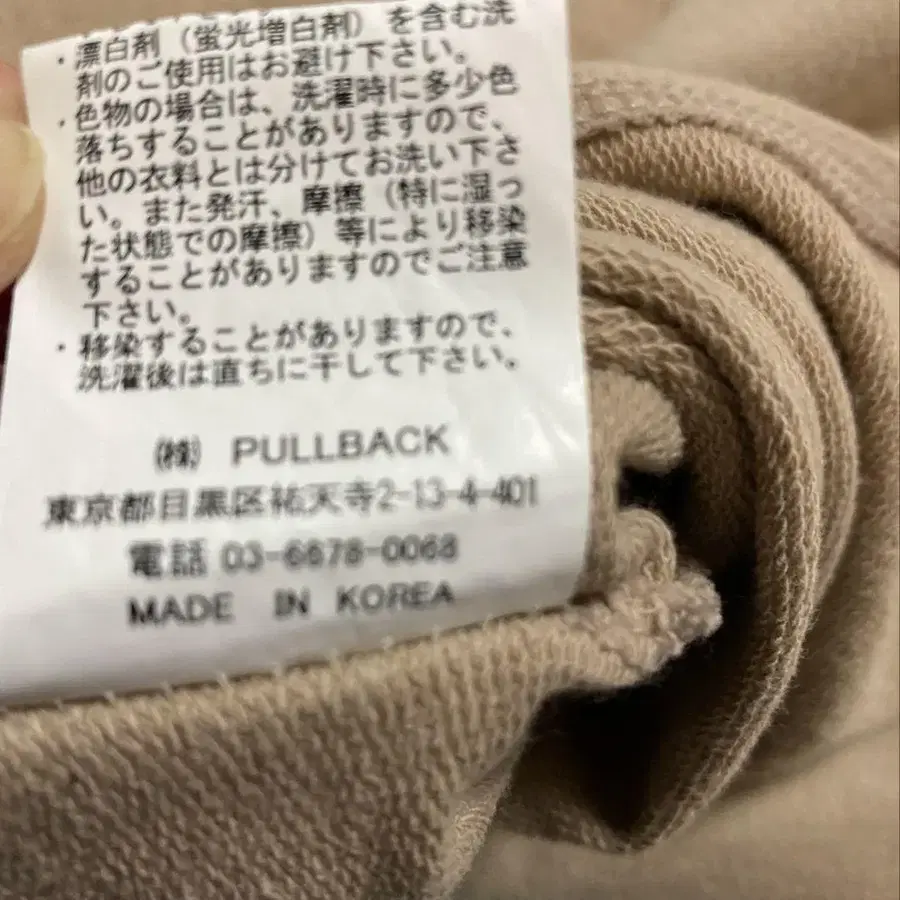 ・漂白剤（蛍光増白剤）を含む洗
剤のご使用はお避け下さい。
・色物の場合は、洗濯時に多少色
落ちすることがありますので、
他の衣料とは分けてお洗い下さ
い。また発汗、摩擦（特に湿っ
た状態での摩擦）等により移染
することがありますのでご注意
下さい。
・移染することがありますので、
洗濯後は直ちに干して下さい。
㈱ PULLBACK
東京都目黒区祐天寺2-13-4-401
電話 03-6678-0068
MADE IN KOREA